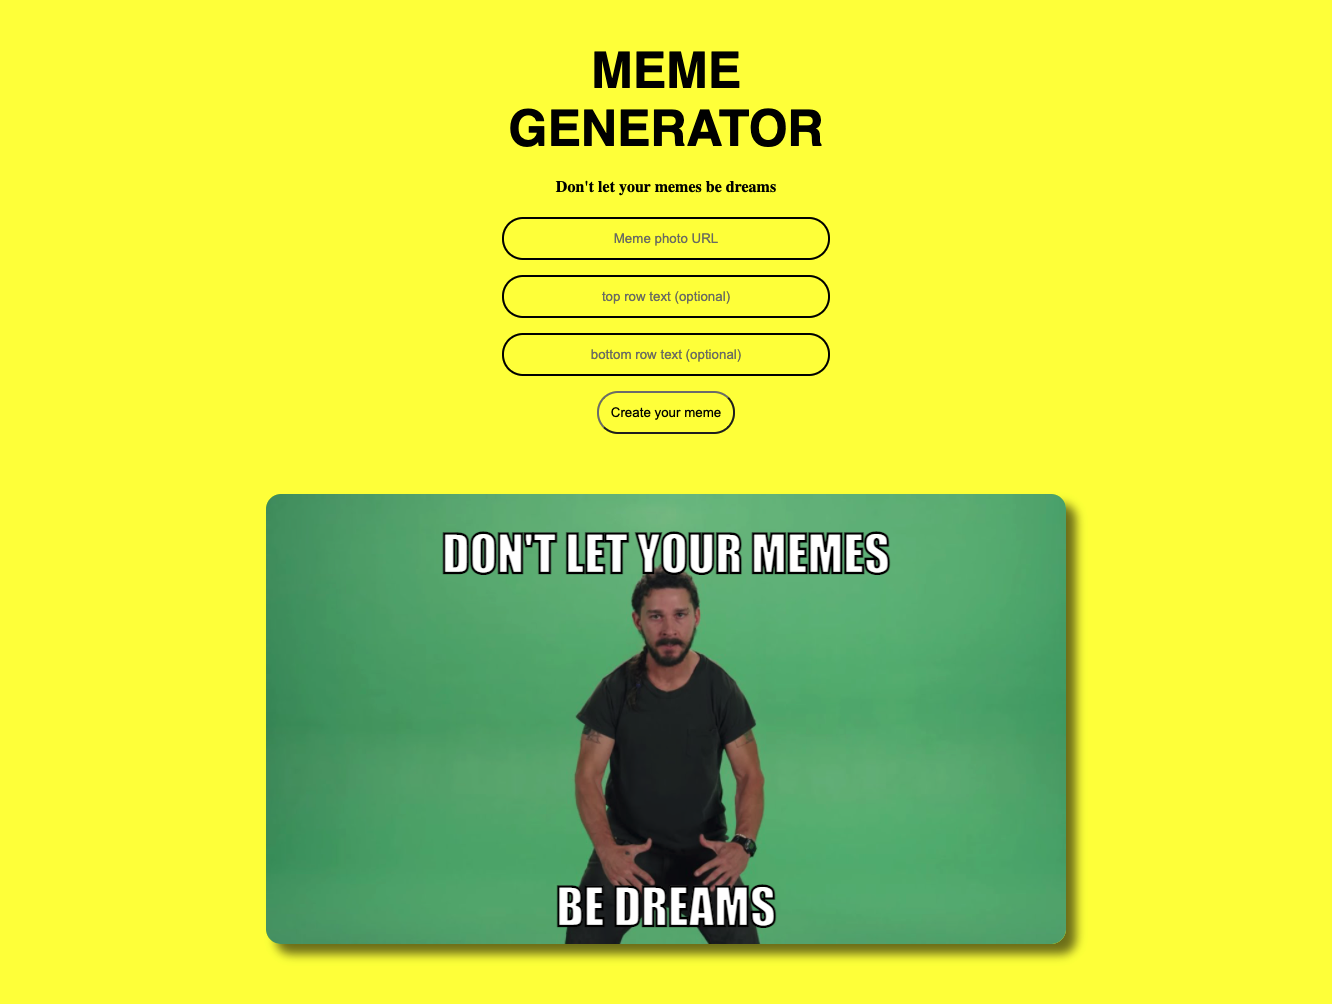 MEME
GENERATOR
Don't let your memes be dreams
Meme photo URL
top row text (optional)
bottom row text (optional)
Create your meme
DON'T LET YOUR MEMES
BE DREAMS